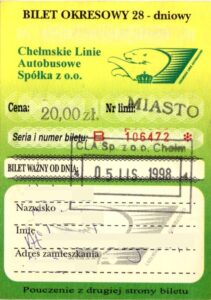 BILET OKRESOWY 28 - dniowy
Chełmskie Linie
Autobusowe
Spółka z o.o.
Cena: 20,00 zł. Nr linii: MIASTO
Seria i numer biletu: B 106472 *
CLA Sp. z o.o. Chełm
BILET WAŻNY OD DNIA: 05 LIS. 1998
Nazwisko
Imię
Adres zamieszkania
Pouczenie z drugiej strony biletu